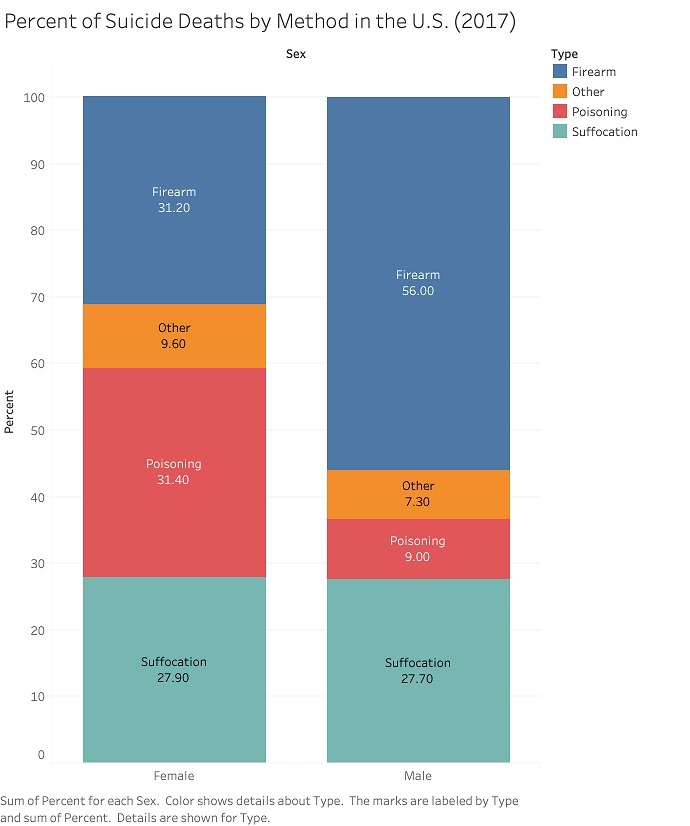 Percent of Suicide Deaths by Method in the U.S. (2017)
Sex
Type
Firearm
Other
Poisoning
Suffocation
Percent
100
90
80
70
60
50
40
30
20
10
0
Firearm
31.20
Other
9.60
Poisoning
31.40
Suffocation
27.90
Firearm
56.00
Other
7.30
Poisoning
9.00
Suffocation
27.70
Female
Male
Sum of Percent for each Sex. Color shows details about Type. The marks are labeled by Type
and sum of Percent. Details are shown for Type.